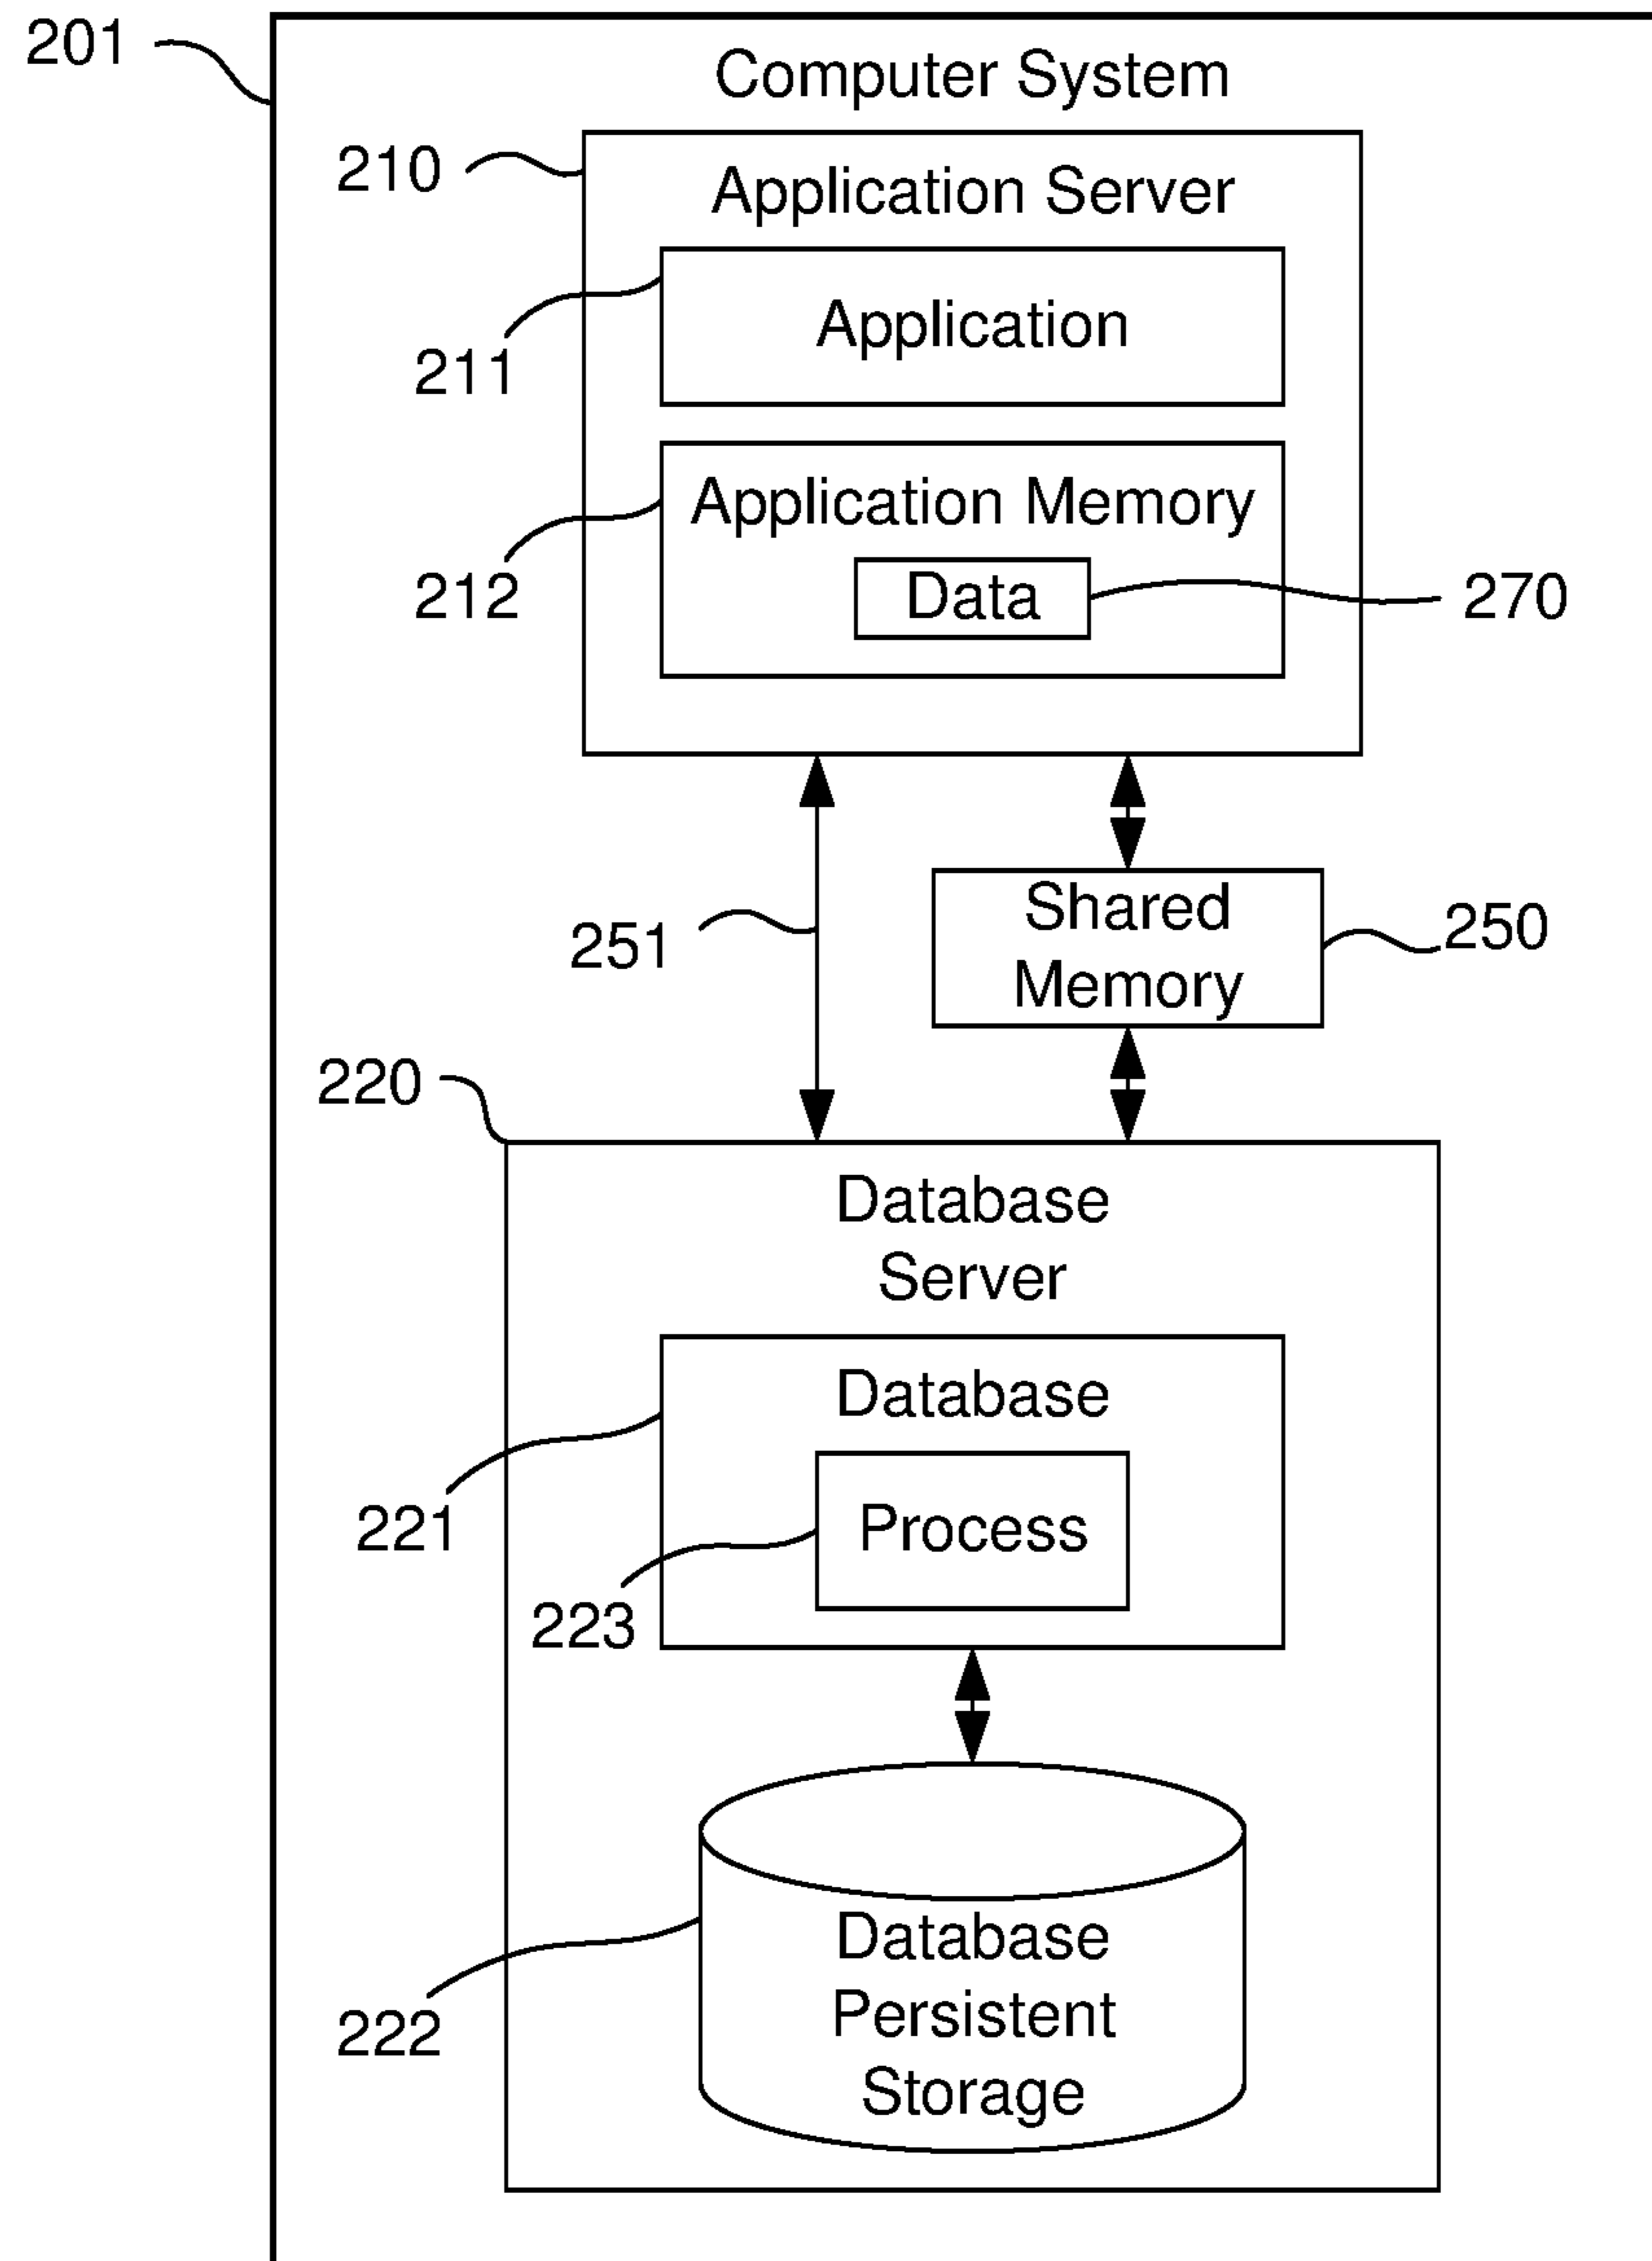 201
Computer System
210
Application Server
211
Application
Application Memory
212
Data
270
251
Shared
Memory
250
220
Database
Server
221
Database
Process
223
222
Database
Persistent
Storage